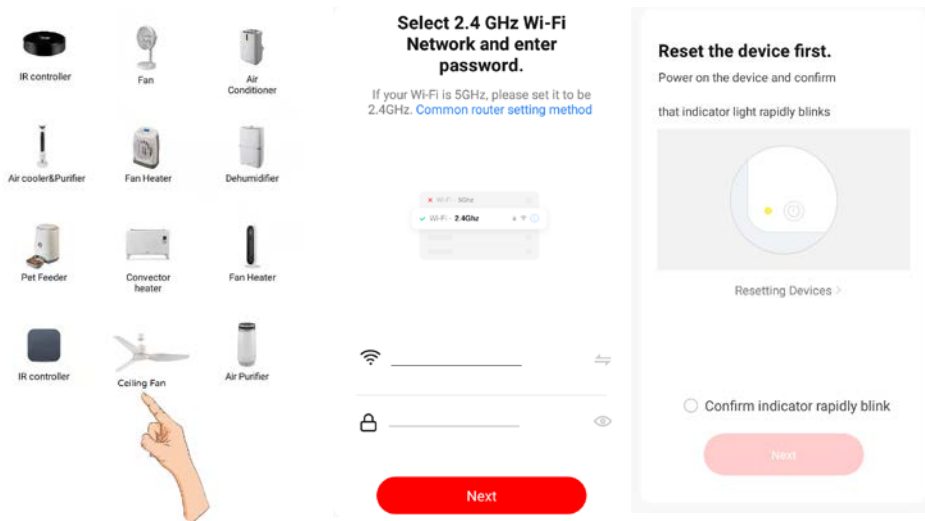 IR controller
Fan
Air
Conditioner
Air cooler&Purifier
Fan Heater
Dehumidifier
Pet Feeder
Convector
heater
Fan Heater
IR controller
Ceiling Fan
Air Purifier
Select 2.4 GHz Wi-Fi
Network and enter
password.
If your Wi-Fi is 5GHz, please set it to be
2.4GHz. Common router setting method
Wi-Fi - 5Ghz
Wi-Fi - 2.4Ghz
Next
Reset the device first.
Power on the device and confirm
that indicator light rapidly blinks
Resetting Devices >
Confirm indicator rapidly blink
Next